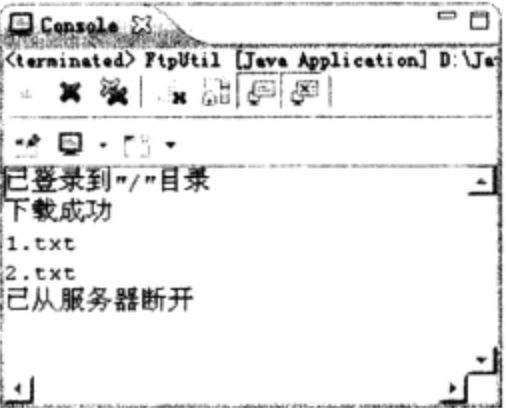 Console
<terminated> FtpUtil [Java Application] D:\Ja
已登录到"/"目录
下载成功
1.txt
2.txt
已从服务器断开